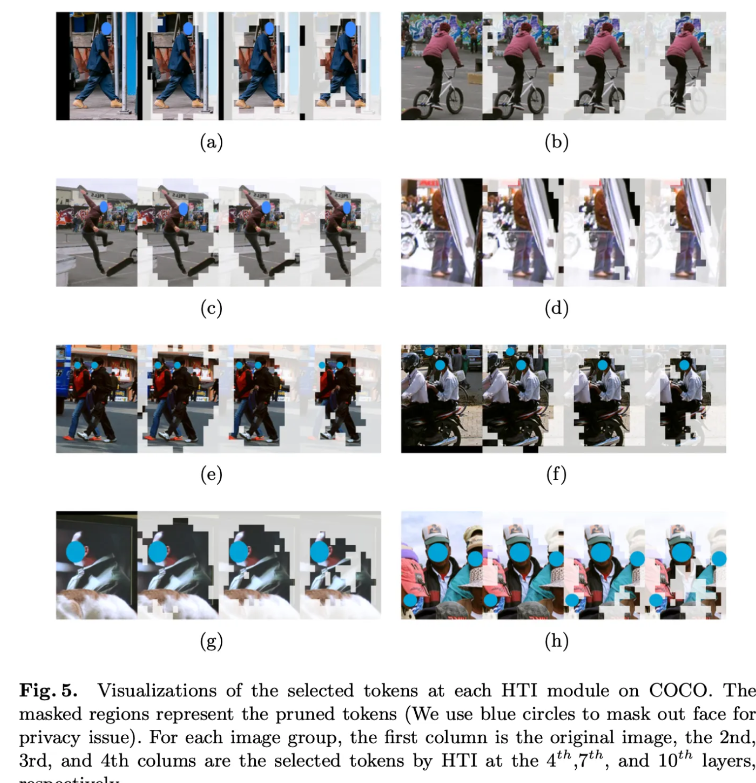 (a)
(b)
(c)
(d)
(e)
(f)
(g)
(h)
Fig. 5. Visualizations of the selected tokens at each HTI module on COCO. The
masked regions represent the pruned tokens (We use blue circles to mask out face for
privacy issue). For each image group, the first column is the original image, the 2nd,
3rd, and 4th colums are the selected tokens by HTI at the 4th,7th, and 10th layers,
respectively.